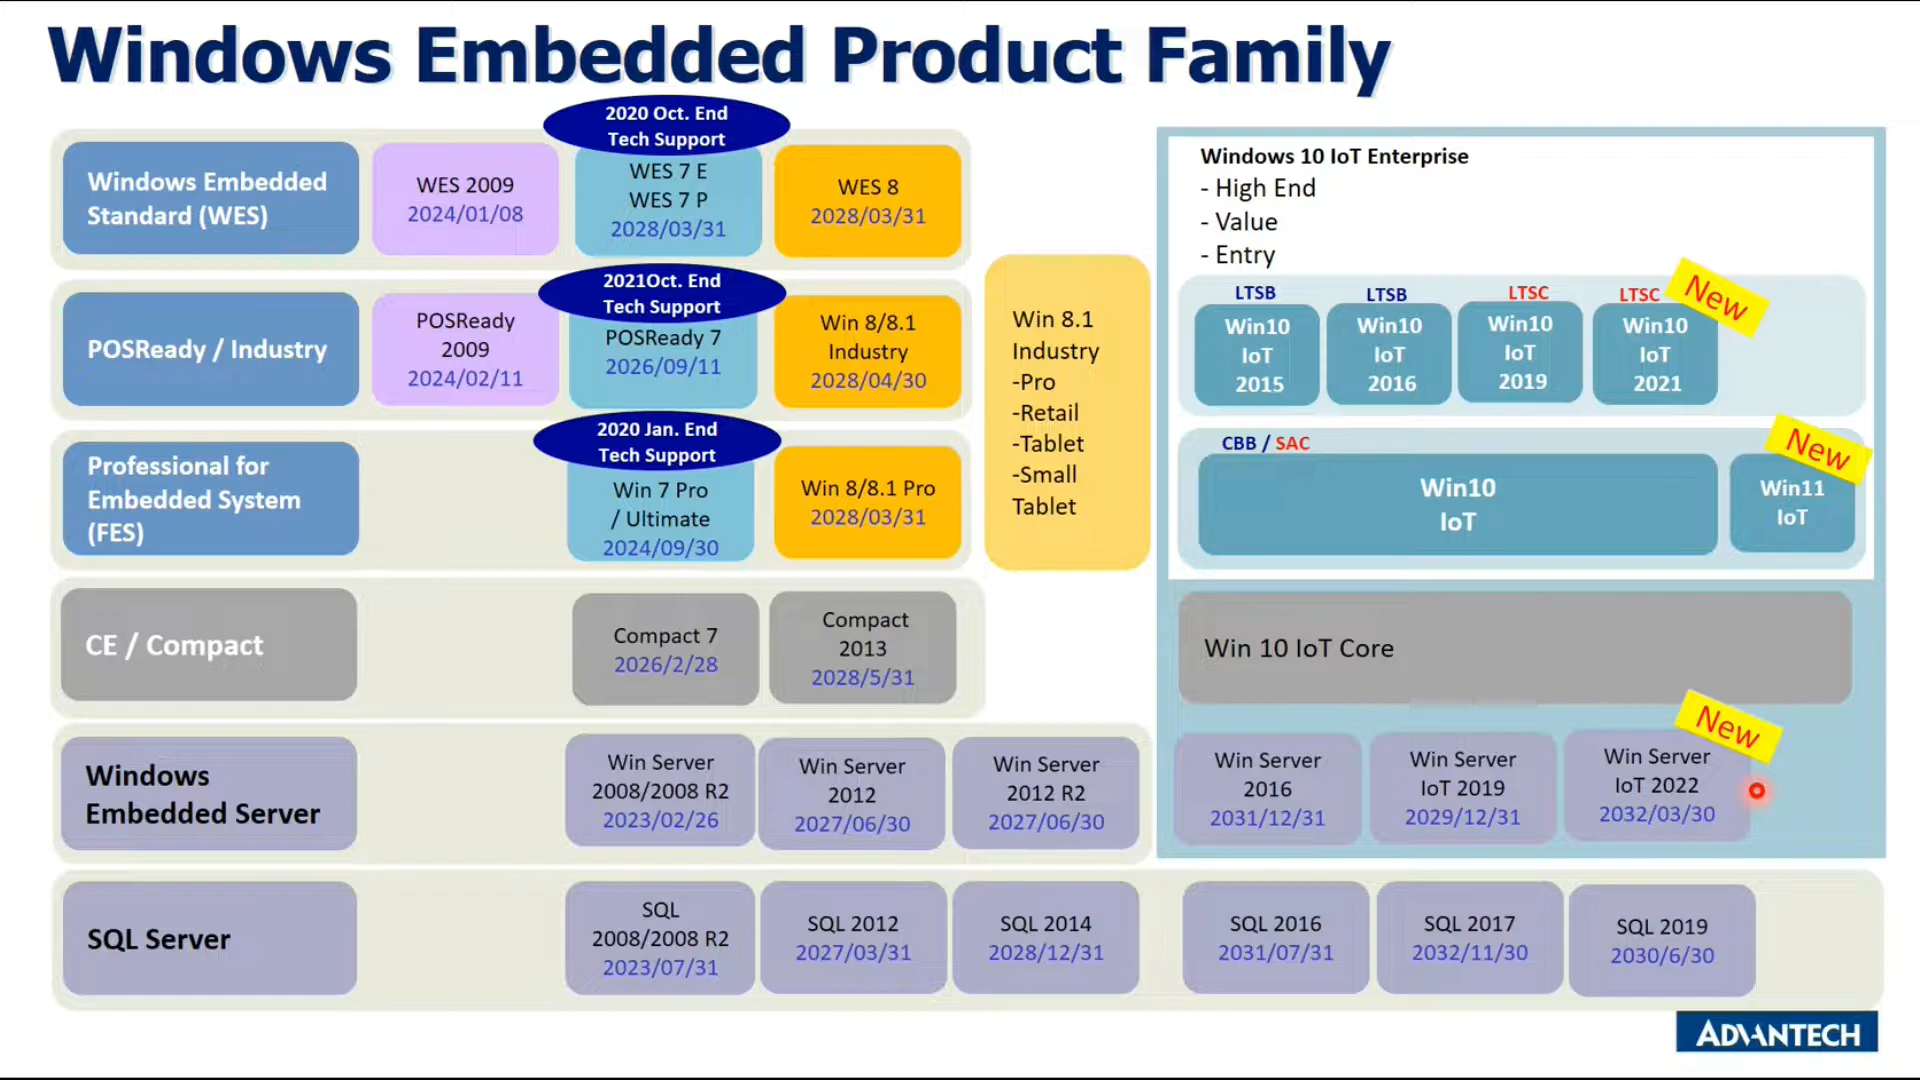 Windows Embedded Product Family
2020 Oct. End
Tech Support
Windows Embedded
Standard (WES)
WES 2009
2024/01/08
WES 7 E
WES 7 P
2028/03/31
WES 8
2028/03/31
2021Oct. End
Tech Support
POSReady / Industry
POSReady
2009
2024/02/11
POSReady 7
2026/09/11
Win 8/8.1
Industry
2028/04/30
2020 Jan. End
Tech Support
Professional for
Embedded System
(FES)
Win 7 Pro
/ Ultimate
2024/09/30
Win 8/8.1 Pro
2028/03/31
Win 8.1
Industry
-Pro
-Retail
-Tablet
-Small
Tablet
Windows 10 IoT Enterprise
- High End
- Value
- Entry
LTSB
Win10
IoT
2015
LTSB
Win10
IoT
2016
LTSC
Win10
IoT
2019
LTSC
New
Win10
IoT
2021
CBB / SAC
Win10
IoT
New
Win11
IoT
CE / Compact
Compact 7
2026/2/28
Compact
2013
2028/5/31
Win 10 IoT Core
Windows
Embedded Server
Win Server
2008/2008 R2
2023/02/26
Win Server
2012
2027/06/30
Win Server
2012 R2
2027/06/30
Win Server
2016
2031/12/31
Win Server
IoT 2019
2029/12/31
New
Win Server
IoT 2022
2032/03/30
SQL Server
SQL
2008/2008 R2
2023/07/31
SQL 2012
2027/03/31
SQL 2014
2028/12/31
SQL 2016
2031/07/31
SQL 2017
2032/11/30
SQL 2019
2030/6/30
ADVANTECH